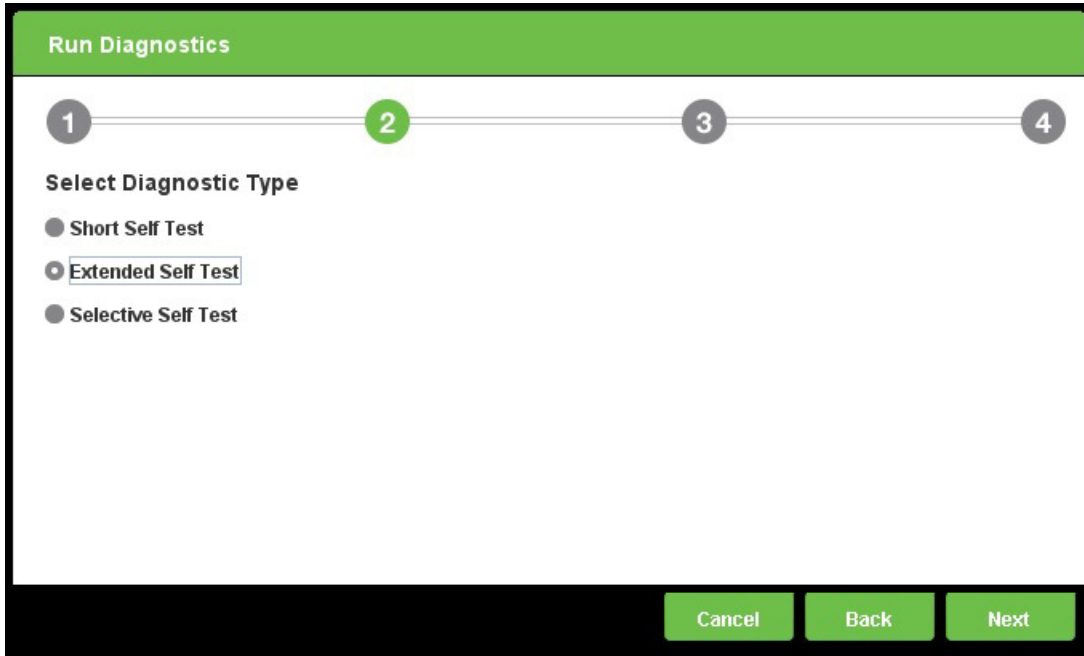 Run Diagnostics
1 2 3 4
Select Diagnostic Type
Short Self Test
Extended Self Test
Selective Self Test
Cancel Back Next